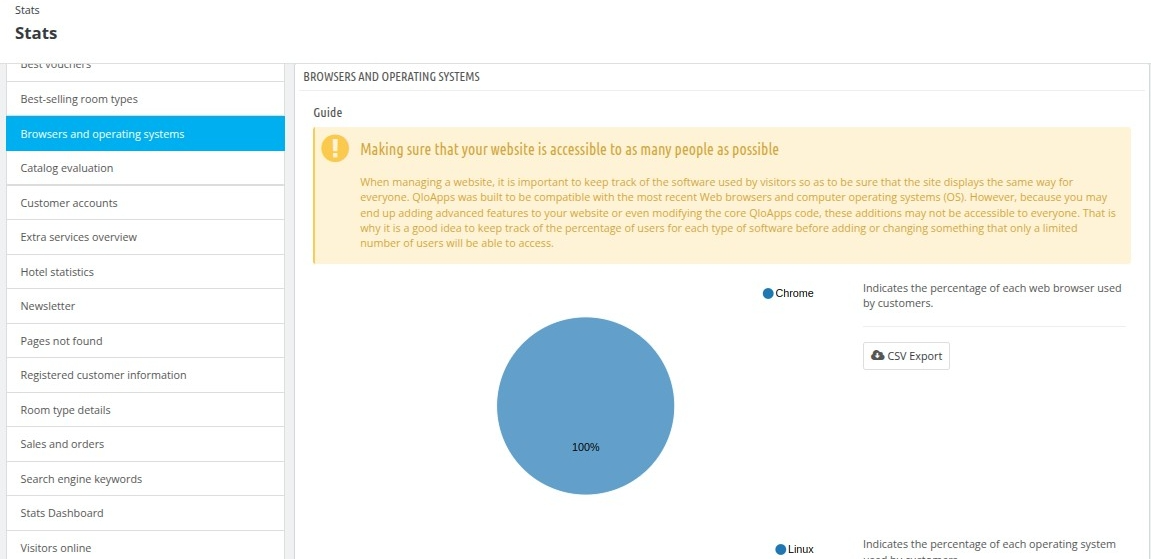 Stats
Stats
Best vouchers
Best-selling room types
Browsers and operating systems
Catalog evaluation
Customer accounts
Extra services overview
Hotel statistics
Newsletter
Pages not found
Registered customer information
Room type details
Sales and orders
Search engine keywords
Stats Dashboard
Visitors online
BROWSERS AND OPERATING SYSTEMS
Guide
Making sure that your website is accessible to as many people as possible
When managing a website, it is important to keep track of the software used by visitors so as to be sure that the site displays the same way for
everyone. QloApps was built to be compatible with the most recent Web browsers and computer operating systems (OS). However, because you may
end up adding advanced features to your website or even modifying the core QloApps code, these additions may not be accessible to everyone. That is
why it is a good idea to keep track of the percentage of users for each type of software before adding or changing something that only a limited
number of users will be able to access.
Chrome
100%
Indicates the percentage of each web browser used
by customers.
CSV Export
Linux
Indicates the percentage of each operating system
used by customers.